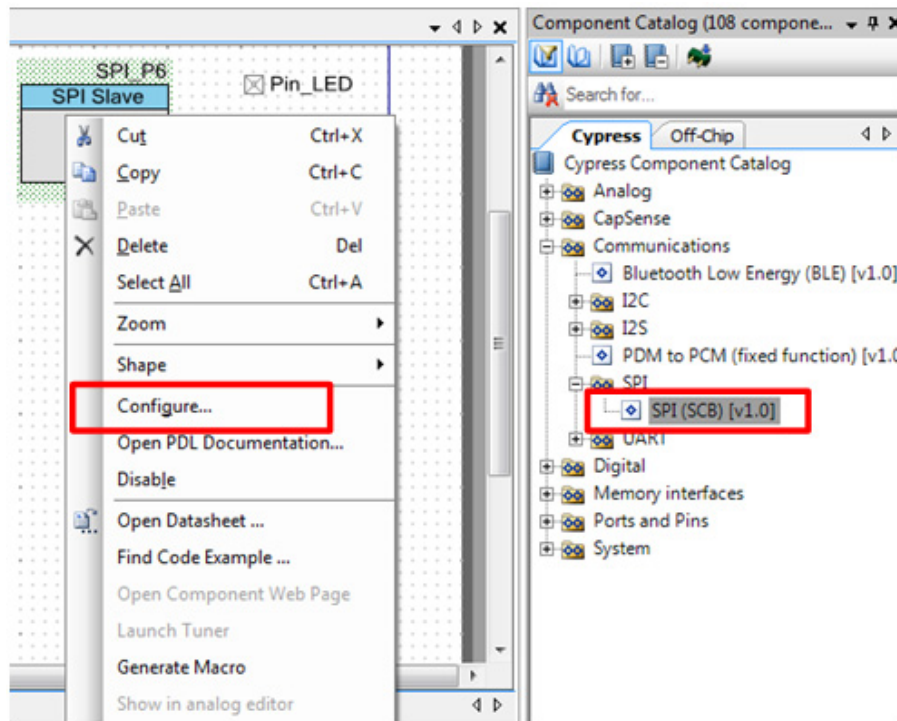 SPI_P6
SPI Slave
Pin_LED
Cut Ctrl+X
Copy Ctrl+C
Paste Ctrl+V
Delete Del
Select All Ctrl+A
Zoom
Shape
Configure...
Open PDL Documentation...
Disable
Open Datasheet ...
Find Code Example ...
Open Component Web Page
Launch Tuner
Generate Macro
Show in analog editor
Component Catalog (108 compone...
Search for...
Cypress Off-Chip
Cypress Component Catalog
Analog
CapSense
Communications
Bluetooth Low Energy (BLE) [v1.0]
I2C
I2S
PDM to PCM (fixed function) [v1.0
SPI
SPI (SCB) [v1.0]
UART
Digital
Memory interfaces
Ports and Pins
System